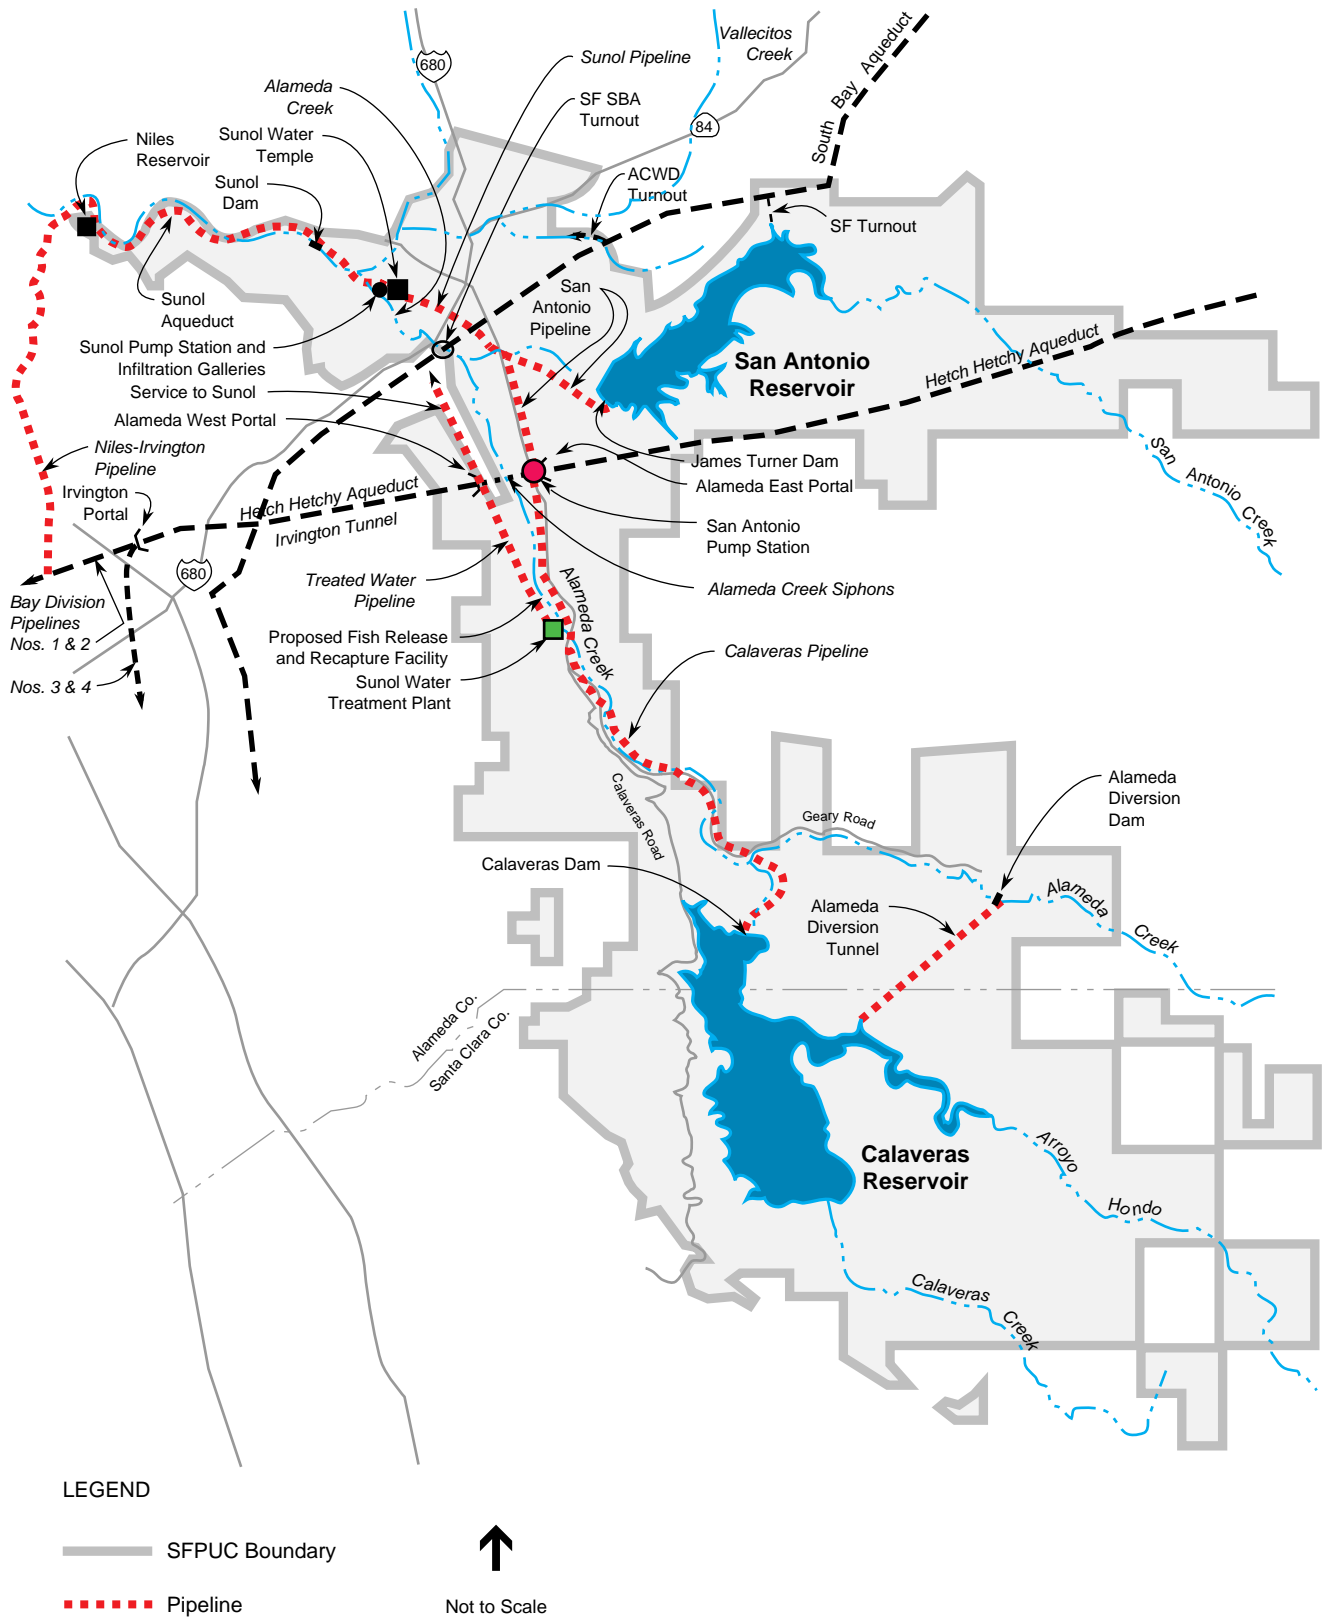 Vallecitos
Creek
680
Sunol Pipeline
South Bay Aqueduct
Alameda
Creek
SF SBA
Turnout
84
Niles
Reservoir
Sunol Water
Temple
Sunol
Dam
ACWD
Turnout
SF Turnout
Sunol
Aqueduct
San
Antonio
Pipeline
Sunol Pump Station and
Infiltration Galleries
Service to Sunol
Alameda West Portal
San Antonio
Reservoir
Hetch Hetchy Aqueduct
Niles-Irvington
Pipeline
Irvington
Portal
Hetch Hetchy Aqueduct
Irvington Tunnel
James Turner Dam
Alameda East Portal
San Antonio Creek
San Antonio
Pump Station
680
Treated Water
Pipeline
Alameda Creek Siphons
Bay Division
Pipelines
Nos. 1 & 2
Nos. 3 & 4
Alameda Creek
Proposed Fish Release
and Recapture Facility
Sunol Water
Treatment Plant
Calaveras Pipeline
Calaveras Road
Geary Road
Alameda
Diversion
Dam
Calaveras Dam
Alameda
Diversion
Tunnel
Alameda Creek
Alameda Co.
Santa Clara Co.
Calaveras
Reservoir
Arroyo Hondo
Calaveras Creek
LEGEND
SFPUC Boundary
Pipeline
Not to Scale